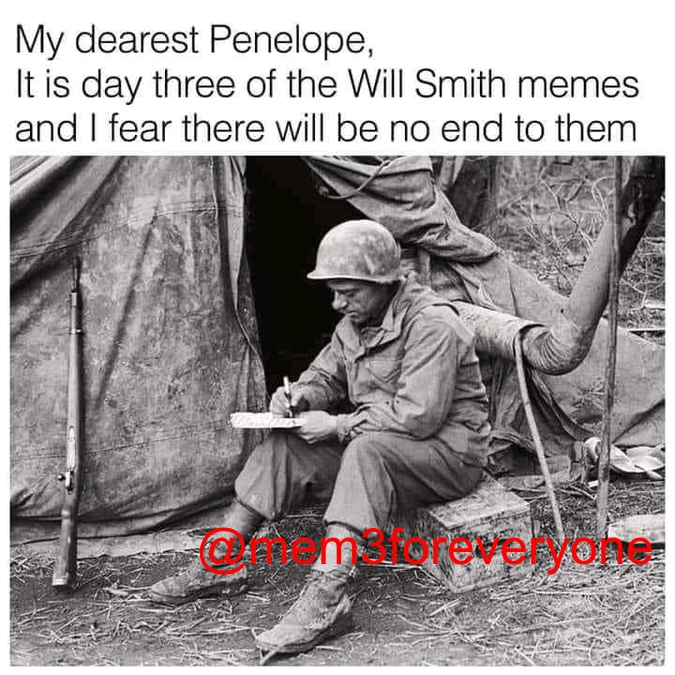 My dearest Penelope,
It is day three of the Will Smith memes
and I fear there will be no end to them
@mem3foreveryone